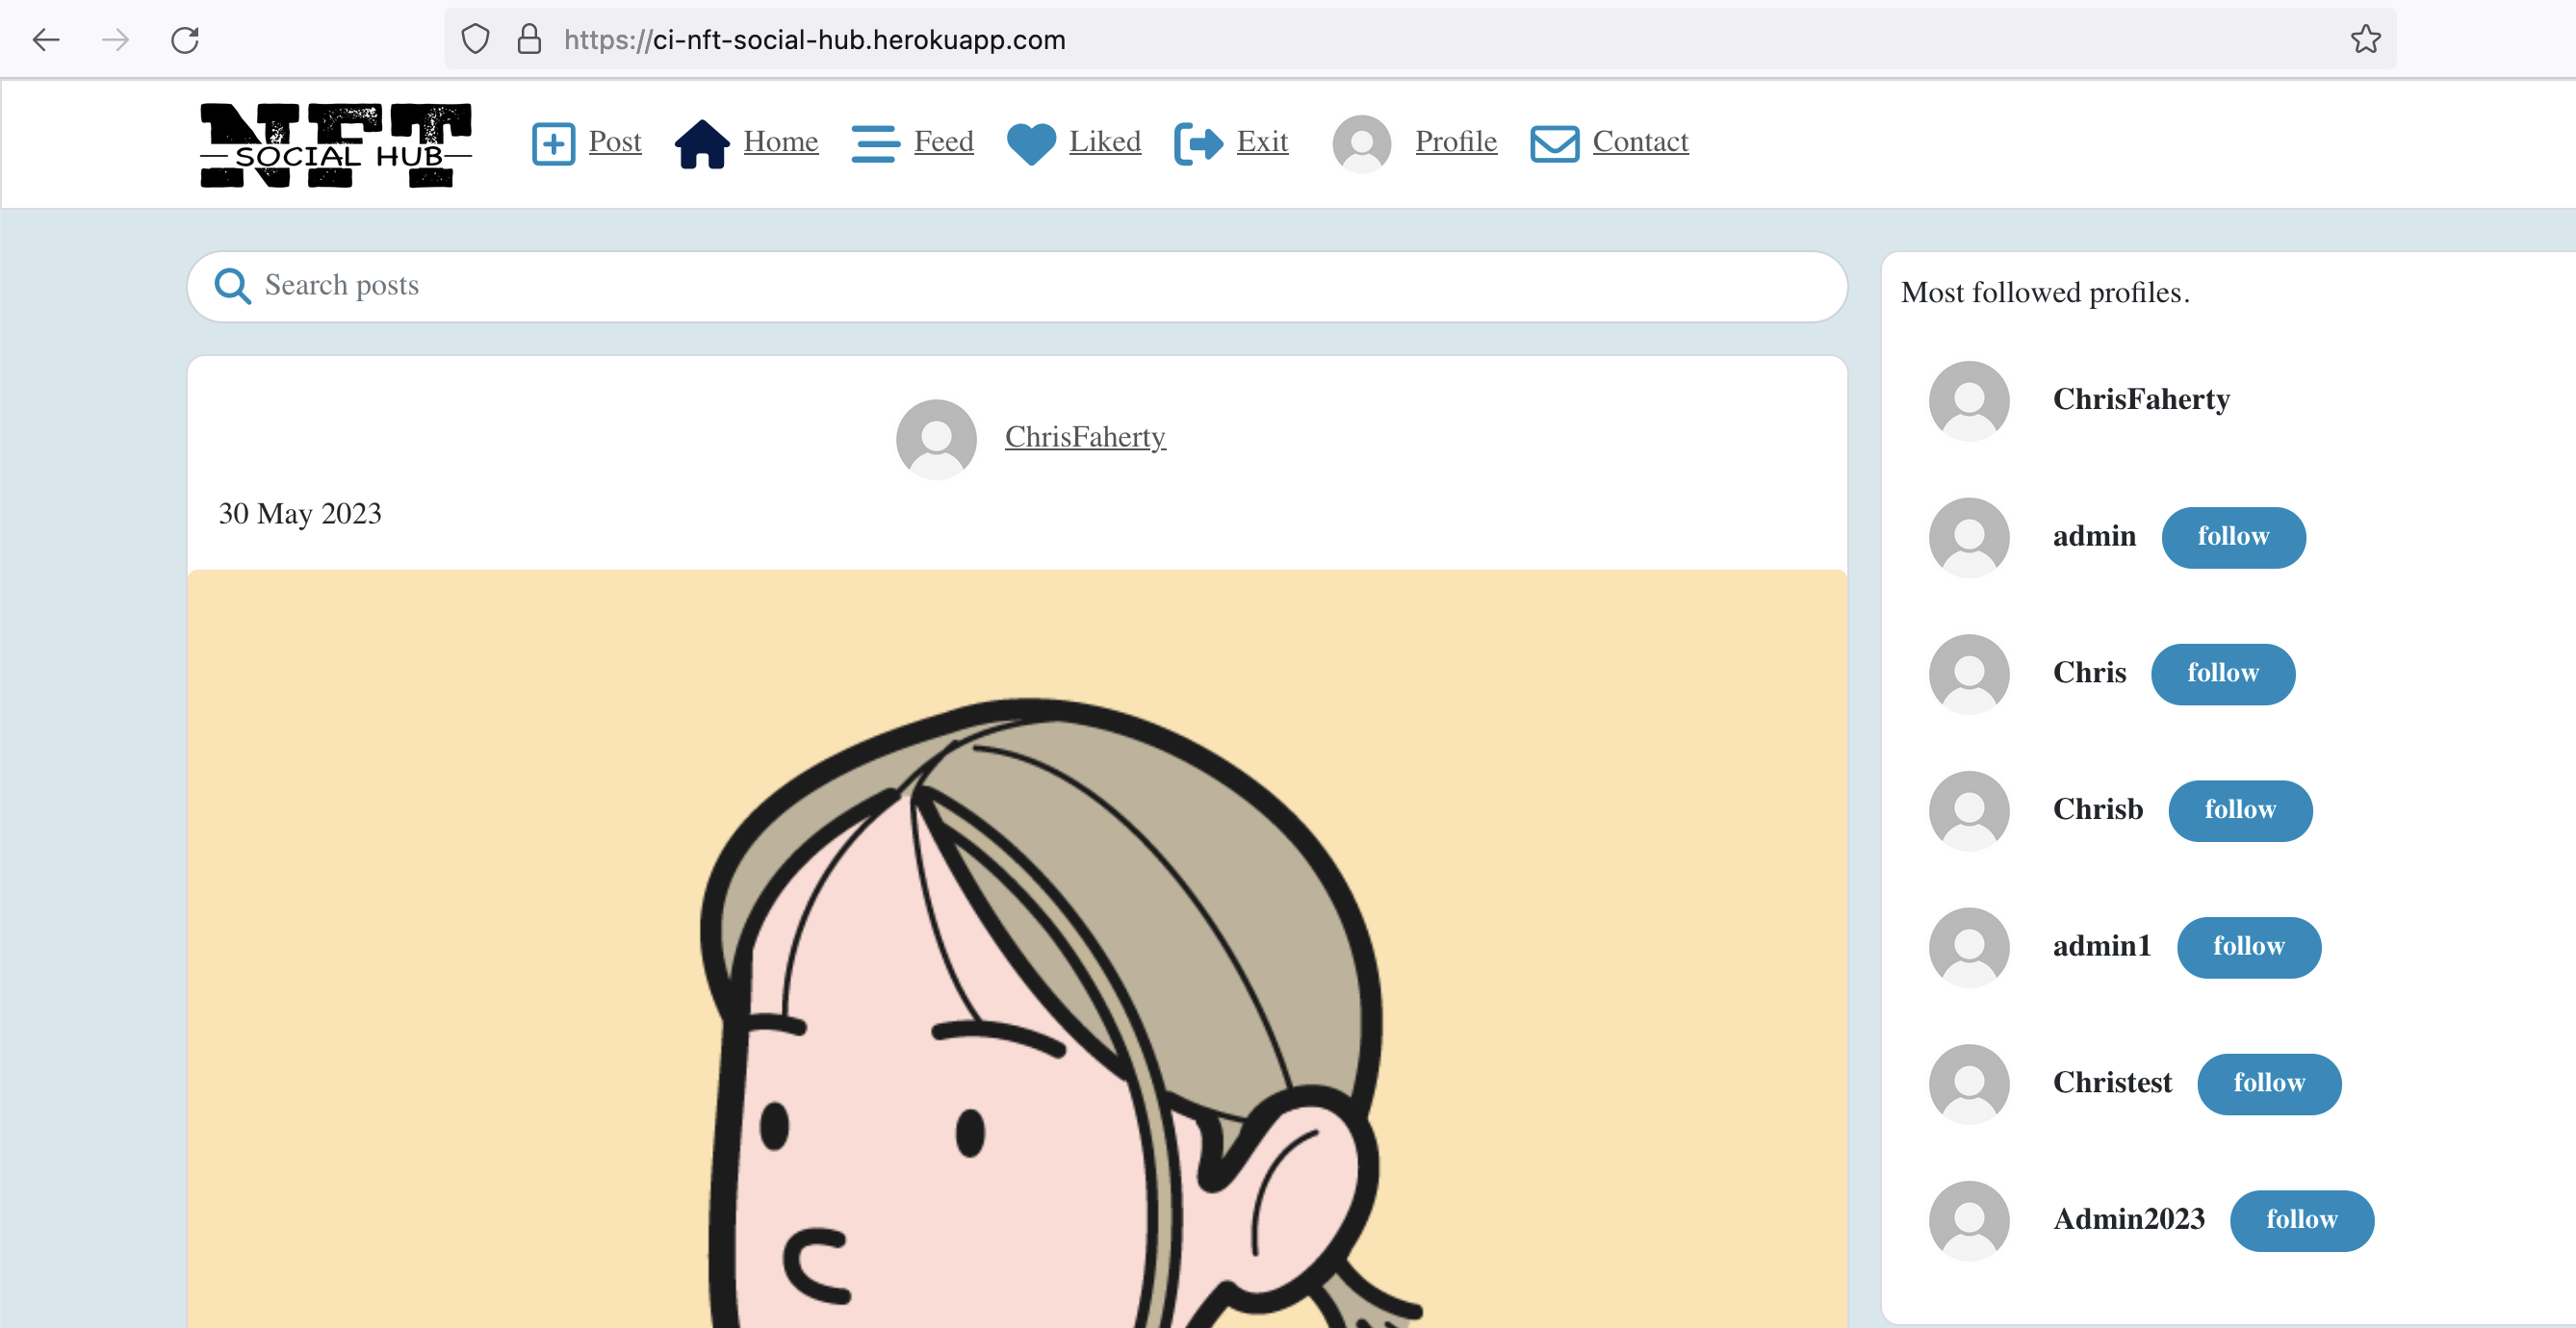 https://ci-nft-social-hub.herokuapp.com
NFT
SOCIAL HUB
Post Home Feed Liked Exit Profile Contact
Search posts
ChrisFaherty
30 May 2023
Most followed profiles.
ChrisFaherty
admin follow
Chris follow
Chrisb follow
admin1 follow
Christest follow
Admin2023 follow